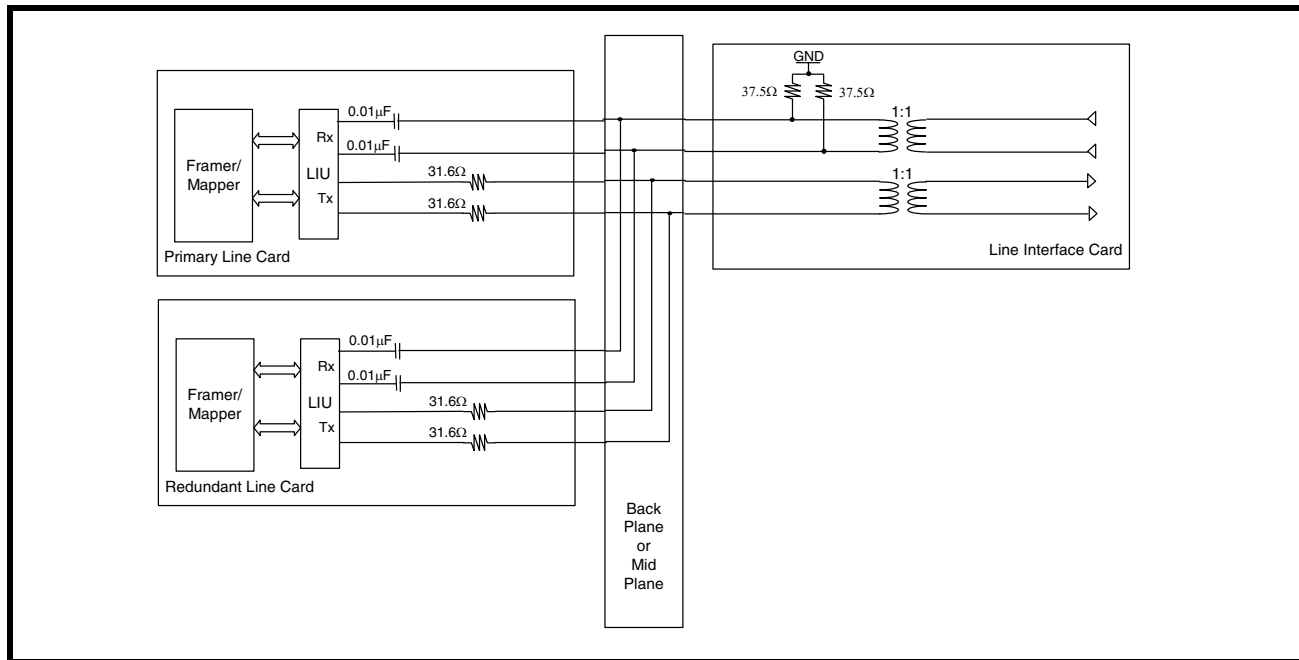 GND
37.5Ω
37.5Ω
1:1
1:1
Line Interface Card
0.01μF
Rx
0.01μF
Framer/
Mapper
LIU
31.6Ω
Tx
31.6Ω
Primary Line Card
0.01μF
Rx
0.01μF
Framer/
Mapper
LIU
31.6Ω
Tx
31.6Ω
Redundant Line Card
Back
Plane
or
Mid
Plane